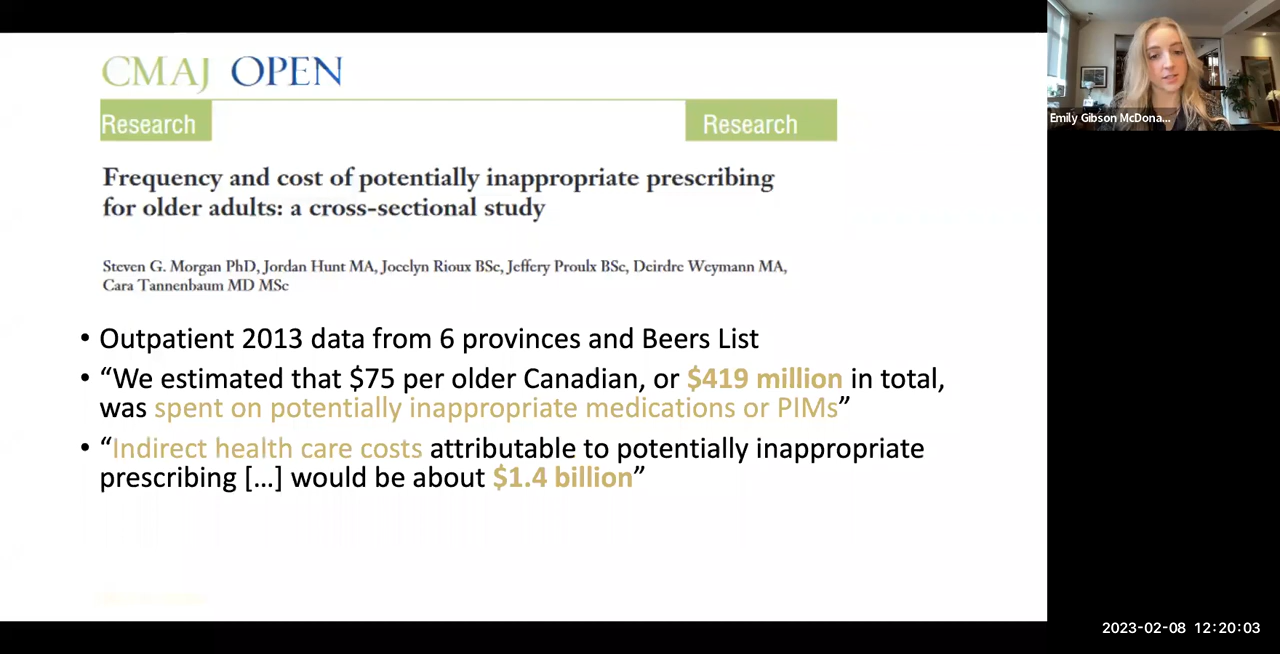 CMAJ OPEN
Research
Research
Frequency and cost of potentially inappropriate prescribing
for older adults: a cross-sectional study
Steven G. Morgan PhD, Jordan Hunt MA, Jocelyn Rioux BSc, Jeffery Proulx BSc, Deirdre Weymann MA,
Cara Tannenbaum MD MSc
• Outpatient 2013 data from 6 provinces and Beers List
• “We estimated that $75 per older Canadian, or $419 million in total,
was spent on potentially inappropriate medications or PIMs”
• “Indirect health care costs attributable to potentially inappropriate
prescribing [...] would be about $1.4 billion”
Emily Gibson McDona...
2023-02-08 12:20:03